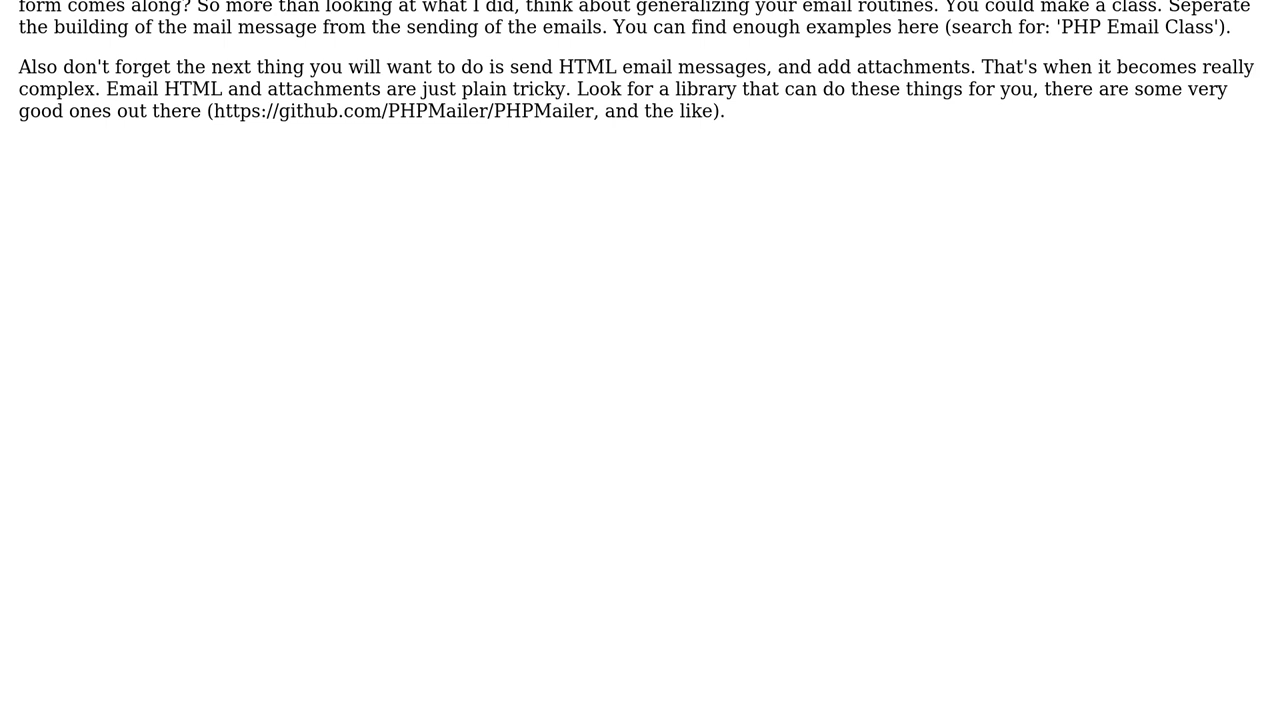 form comes along? So more than looking at what I did, think about generalizing your email routines. You could make a class. Seperate
the building of the mail message from the sending of the emails. You can find enough examples here (search for: 'PHP Email Class').
Also don't forget the next thing you will want to do is send HTML email messages, and add attachments. That's when it becomes really
complex. Email HTML and attachments are just plain tricky. Look for a library that can do these things for you, there are some very
good ones out there (https://github.com/PHPMailer/PHPMailer, and the like).